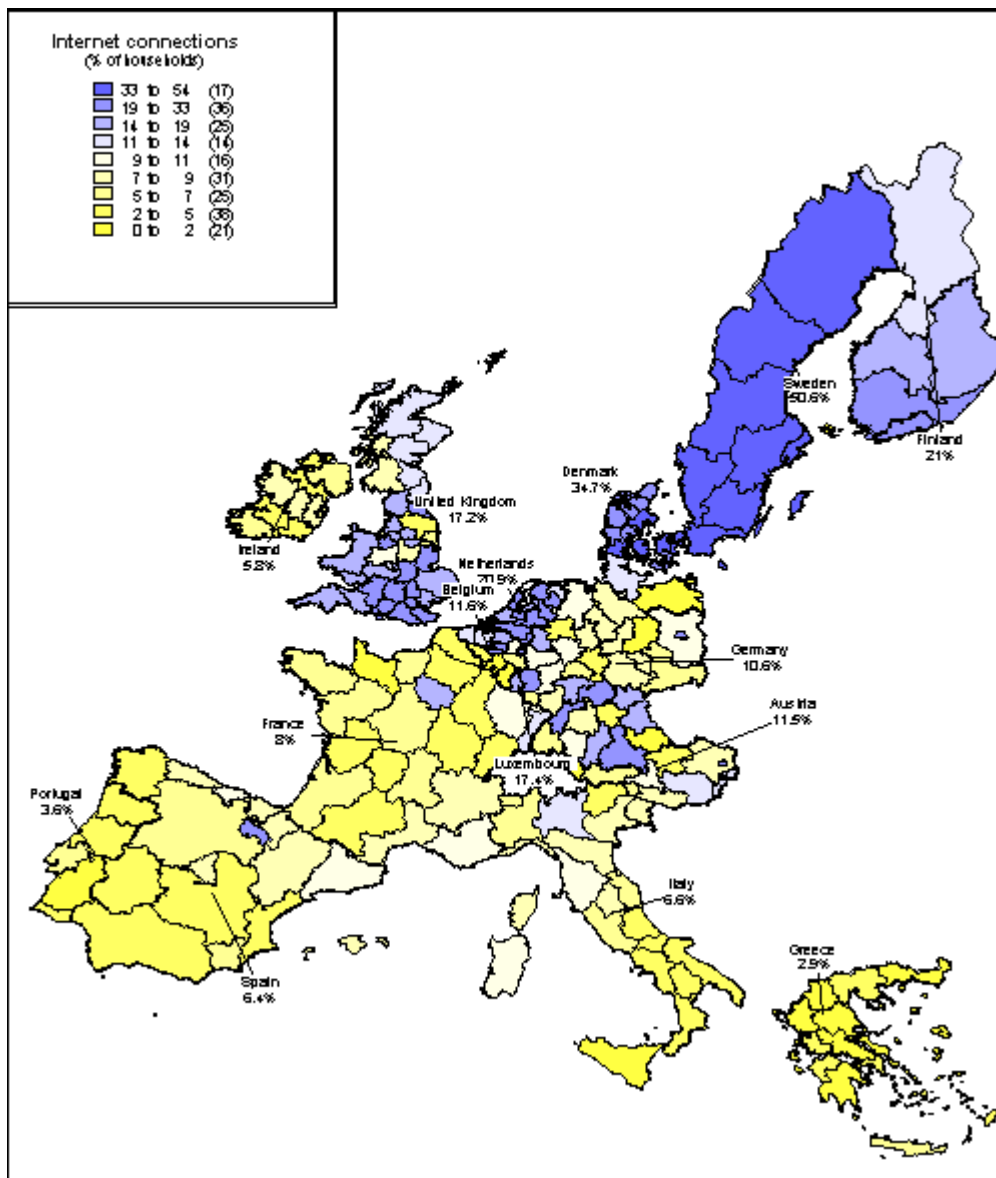 Internet connections
(% of households)
33 to 54 (17)
19 to 33 (36)
14 to 19 (25)
11 to 14 (14)
9 to 11 (16)
7 to 9 (31)
5 to 7 (25)
2 to 5 (38)
0 to 2 (21)
Sweden
50.6%
Finland
21%
Denmark
34.7%
United Kingdom
17.2%
Ireland
5.8%
Netherlands
Belgium
11.6%
Germany
10.6%
Austria
11.5%
France
8%
Luxembourg
17.4%
Portugal
3.6%
Italy
6.6%
Spain
6.4%
Greece
2.9%